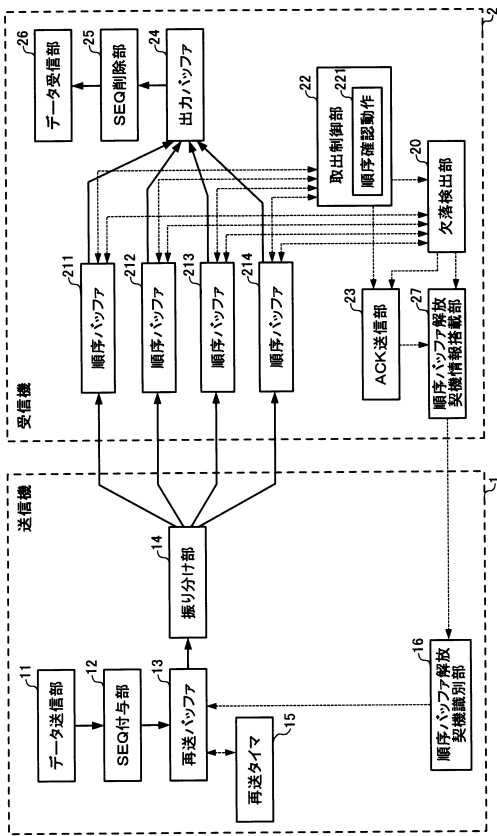 送信機
1
11
データ送信部
12
SEQ付与部
13
再送バッファ
再送タイマ
15
14
振り分け部
16
順序バッファ解放
契機識別部
受信機
2
211
順序バッファ
212
順序バッファ
213
順序バッファ
214
順序バッファ
26
データ受信部
25
SEQ削除部
24
出力バッファ
22
取出制御部
221
順序確認動作
20
欠落検出部
23
ACK送信部
27
順序バッファ解放
契機情報搭載部